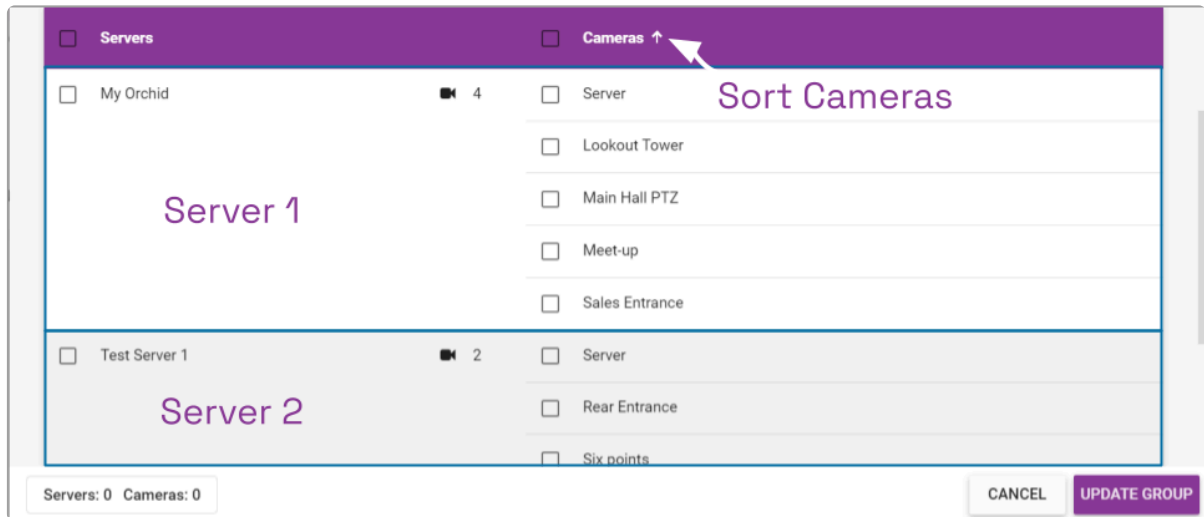 Servers Cameras ↑
My Orchid 4 Server
Sort Cameras
Lookout Tower
Server 1
Main Hall PTZ
Meet-up
Sales Entrance
Test Server 1 2 Server
Server 2
Rear Entrance
Six points
Servers: 0 Cameras: 0 CANCEL UPDATE GROUP